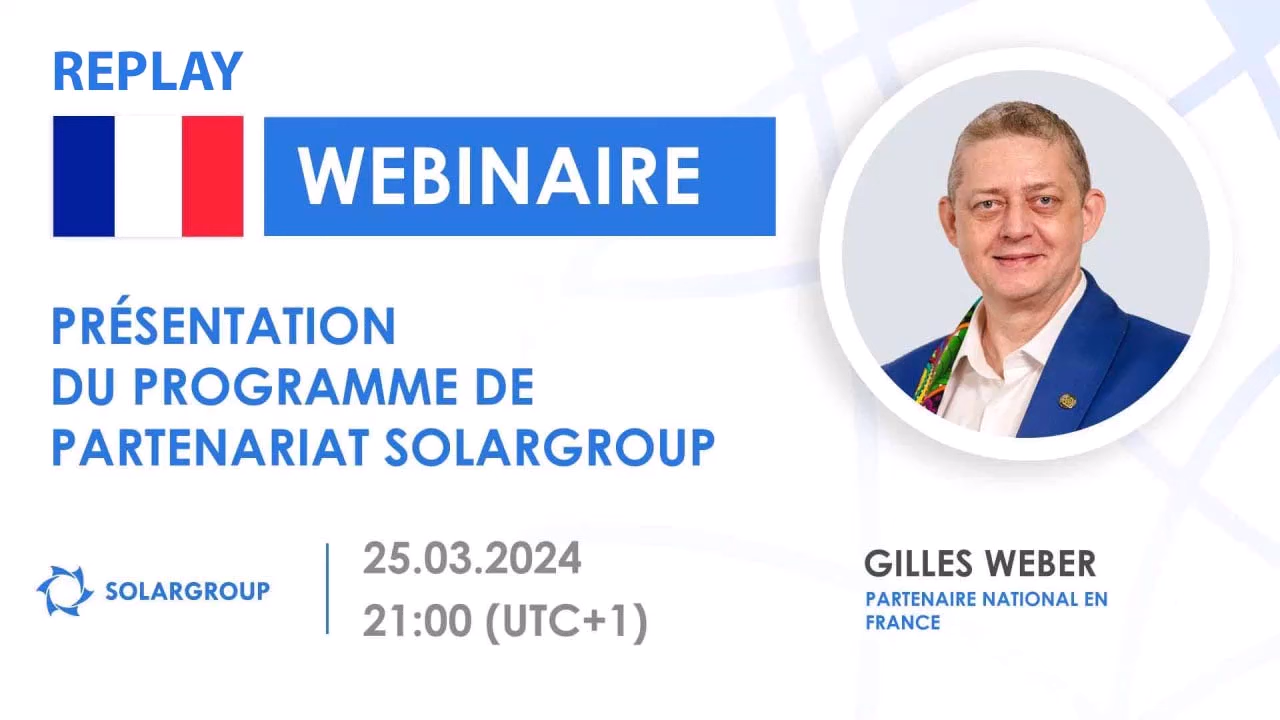 REPLAY
WEBINAIRE
PRÉSENTATION
DU PROGRAMME DE
PARTENARIAT SOLARGROUP
SOLARGROUP
25.03.2024
21:00 (UTC+1)
GILLES WEBER
PARTENAIRE NATIONAL EN
FRANCE